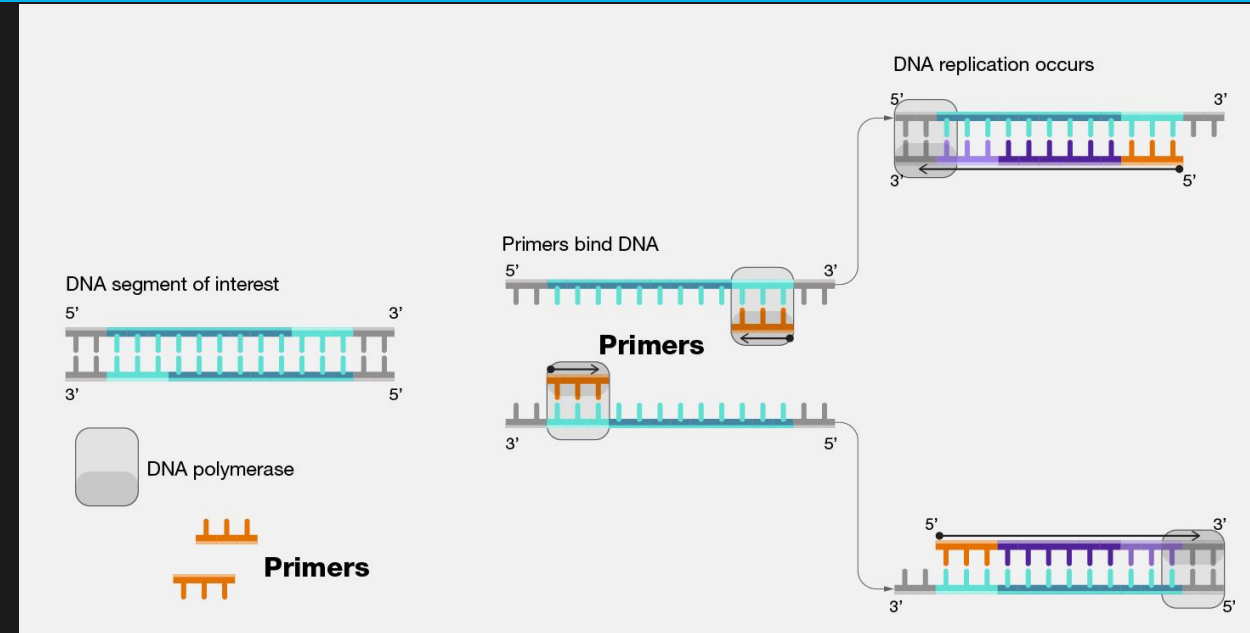 DNA segment of interest
5’ 3’
3’ 5’
DNA polymerase
Primers
Primers bind DNA
5’ 3’
Primers
3’ 5’
DNA replication occurs
5’ 3’
3’ 5’
5’ 3’
3’ 5’